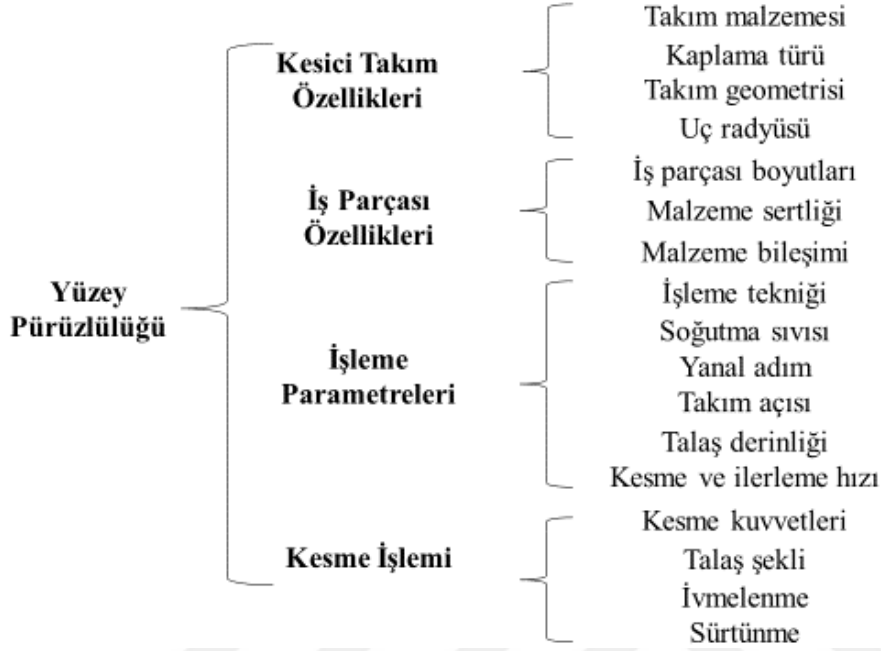 Yüzey
Pürüzlülüğü
Kesici Takım
Özellikleri
Takım malzemesi
Kaplama türü
Takım geometrisi
Uç radyüsü
İş Parçası
Özellikleri
İş parçası boyutları
Malzeme sertliği
Malzeme bileşimi
İşleme
Parametreleri
İşleme tekniği
Soğutma sıvısı
Yanal adım
Takım açısı
Talaş derinliği
Kesme ve ilerleme hızı
Kesme İşlemi
Kesme kuvvetleri
Talaş şekli
İvmelenme
Sürtünme